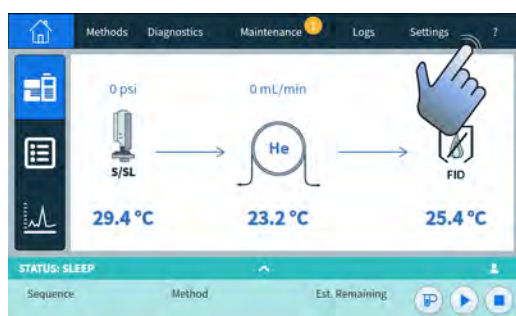 Methods Diagnostics Maintenance Logs Settings ?
0 psi 0 mL/min
He
S/SL FID
29.4 °C 23.2 °C 25.4 °C
STATUS: SLEEP
Sequence Method Est. Remaining